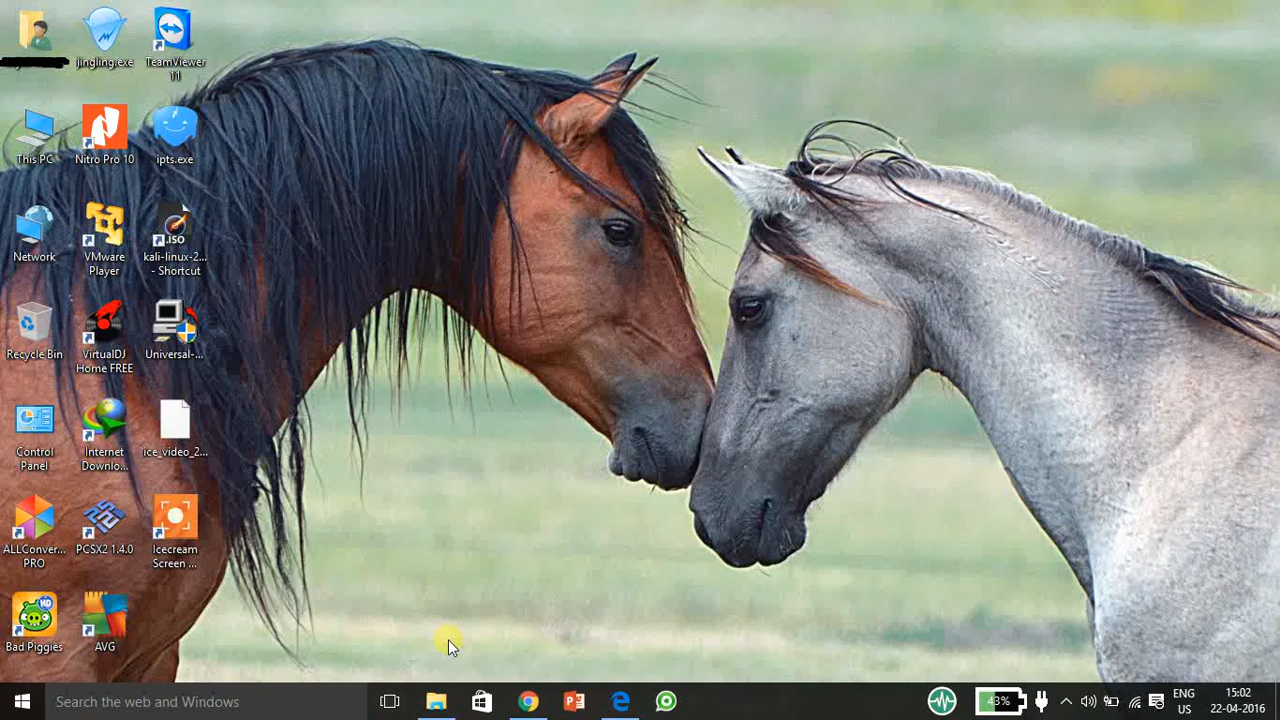 jingling.exe
TeamViewer
11
This PC
Nitro Pro 10
ipts.exe
Network
VMware
Player
.ISO
kali-linux-2...
- Shortcut
Recycle Bin
VirtualDJ
Home FREE
Universal-...
Control
Panel
Internet
Downlo...
ice_video_2...
ALLConver...
PRO
PCSX2 1.4.0
Icecream
Screen ...
HD
Bad Piggies
AVG
Search the web and Windows
43%
ENG
US
15:02
22-04-2016